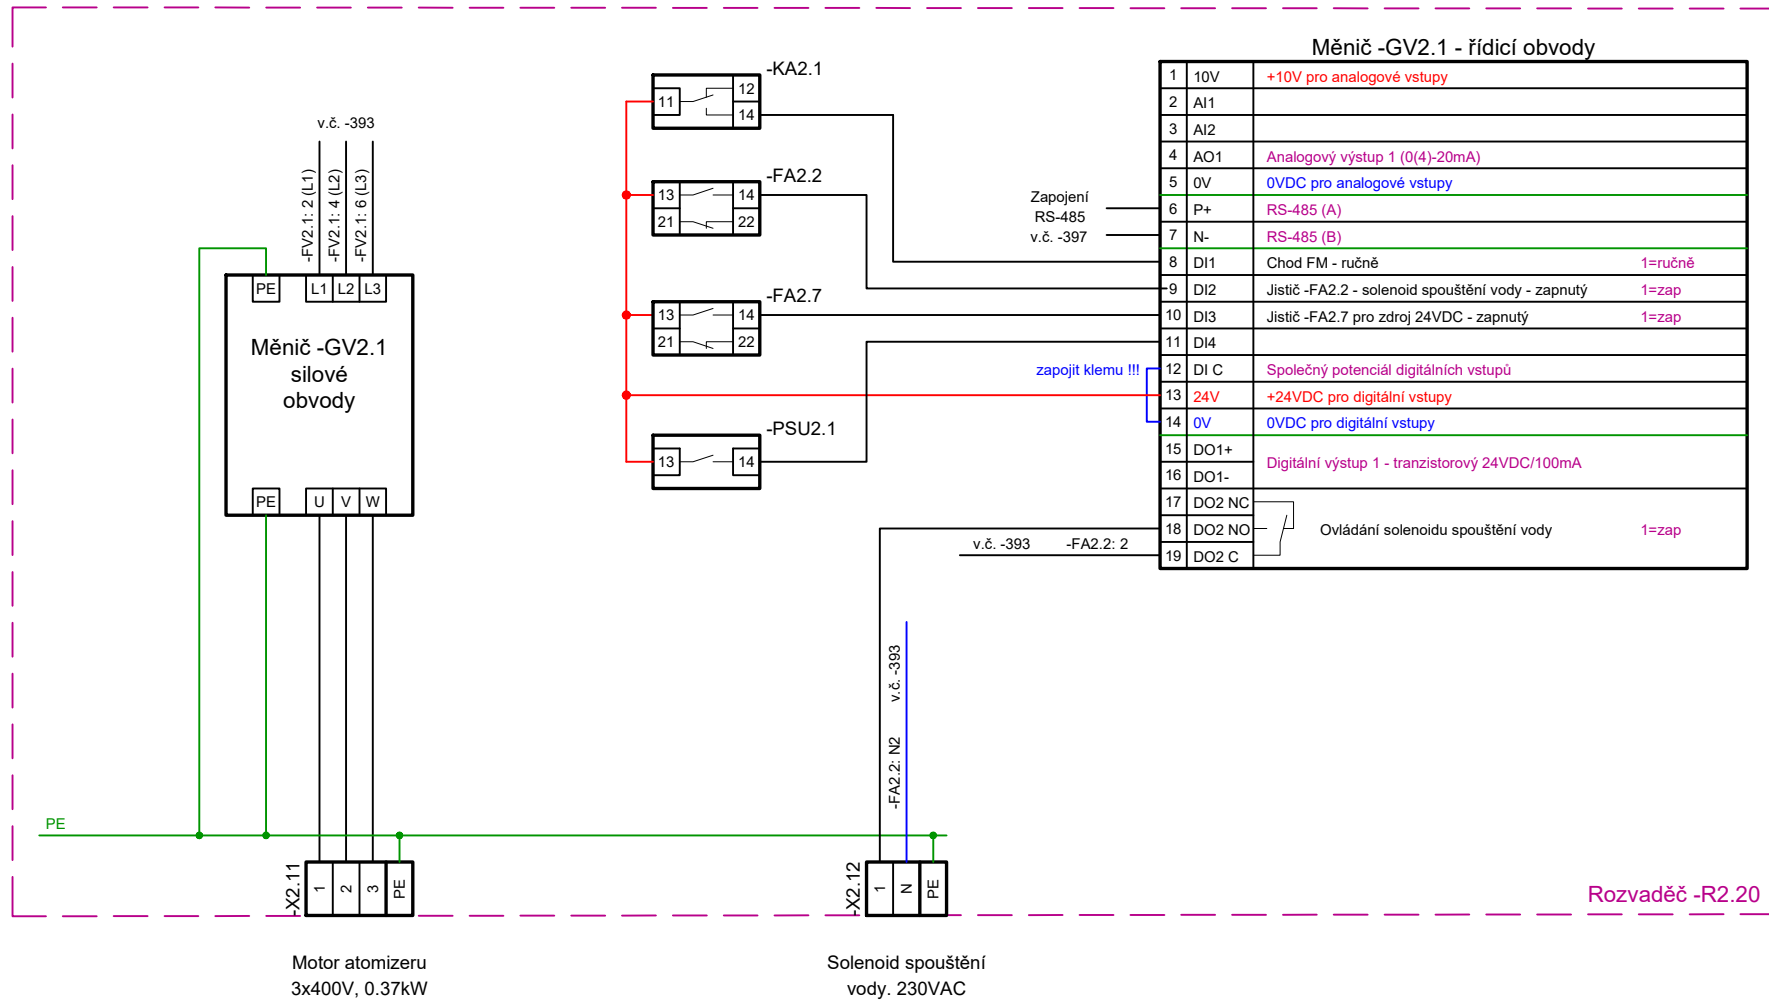 Měnič -GV2.1 - řídicí obvody
1 10V +10V pro analogové vstupy
2 AI1
3 AI2
4 AO1 Analogový výstup 1 (0(4)-20mA)
5 0V 0VDC pro analogové vstupy
6 P+ RS-485 (A)
7 N- RS-485 (B)
8 DI1 Chod FM - ručně 1=ručně
9 DI2 Jistič -FA2.2 - solenoid spouštění vody - zapnutý 1=zap
10 DI3 Jistič -FA2.7 pro zdroj 24VDC - zapnutý 1=zap
11 DI4
12 DI C Společný potenciál digitálních vstupů
13 24V +24VDC pro digitální vstupy
14 0V 0VDC pro digitální vstupy
15 DO1+
16 DO1-
Digitální výstup 1 - tranzistorový 24VDC/100mA
17 DO2 NC
18 DO2 NO Ovládání solenoidu spouštění vody 1=zap
19 DO2 C
Zapojení
RS-485
v.č. -397
zapojit klemu !!!
v.č. -393 -FA2.2: 2
-KA2.1
11 12
14
-FA2.2
13 14
21 22
-FA2.7
13 14
21 22
-PSU2.1
13 14
v.č. -393
-FV2.1: 2 (L1)
-FV2.1: 4 (L2)
-FV2.1: 6 (L3)
PE L1 L2 L3
Měnič -GV2.1
silové
obvody
PE U V W
PE
-X2.11
1 2 3 PE
-FA2.2: N2 v.č. -393
-X2.12
1 N PE
Rozvaděč -R2.20
Motor atomizeru
3x400V, 0.37kW
Solenoid spouštění
vody. 230VAC